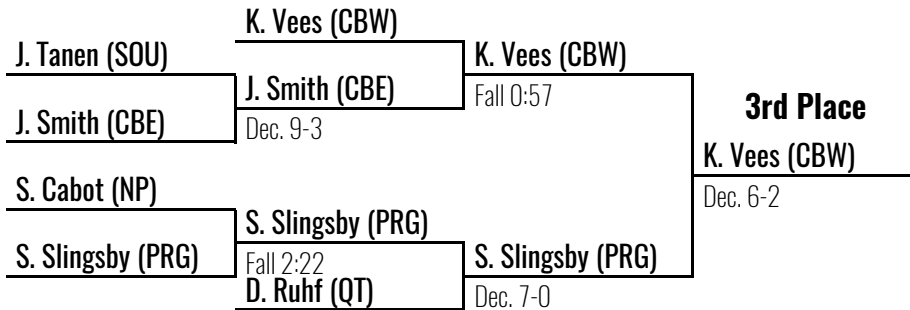 K. Vees (CBW)
J. Tanen (SOU)
K. Vees (CBW)
J. Smith (CBE)
Fall 0:57
3rd Place
J. Smith (CBE)
Dec. 9-3
K. Vees (CBW)
S. Cabot (NP)
Dec. 6-2
S. Slingsby (PRG)
S. Slingsby (PRG)
Fall 2:22
S. Slingsby (PRG)
D. Ruhf (QT)
Dec. 7-0